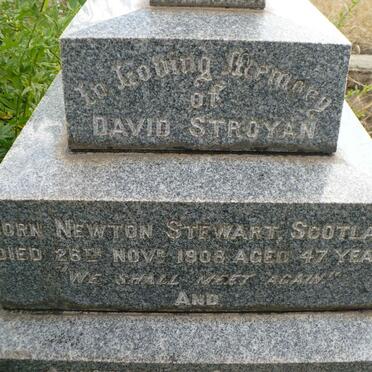 In Loving Memory
of
DAVID STROYAN
ORN NEWTON STEWART, SCOTLA
DIED 26TH NOVR 1908 AGED 47 YEA
"WE SHALL MEET AGAIN"
AND